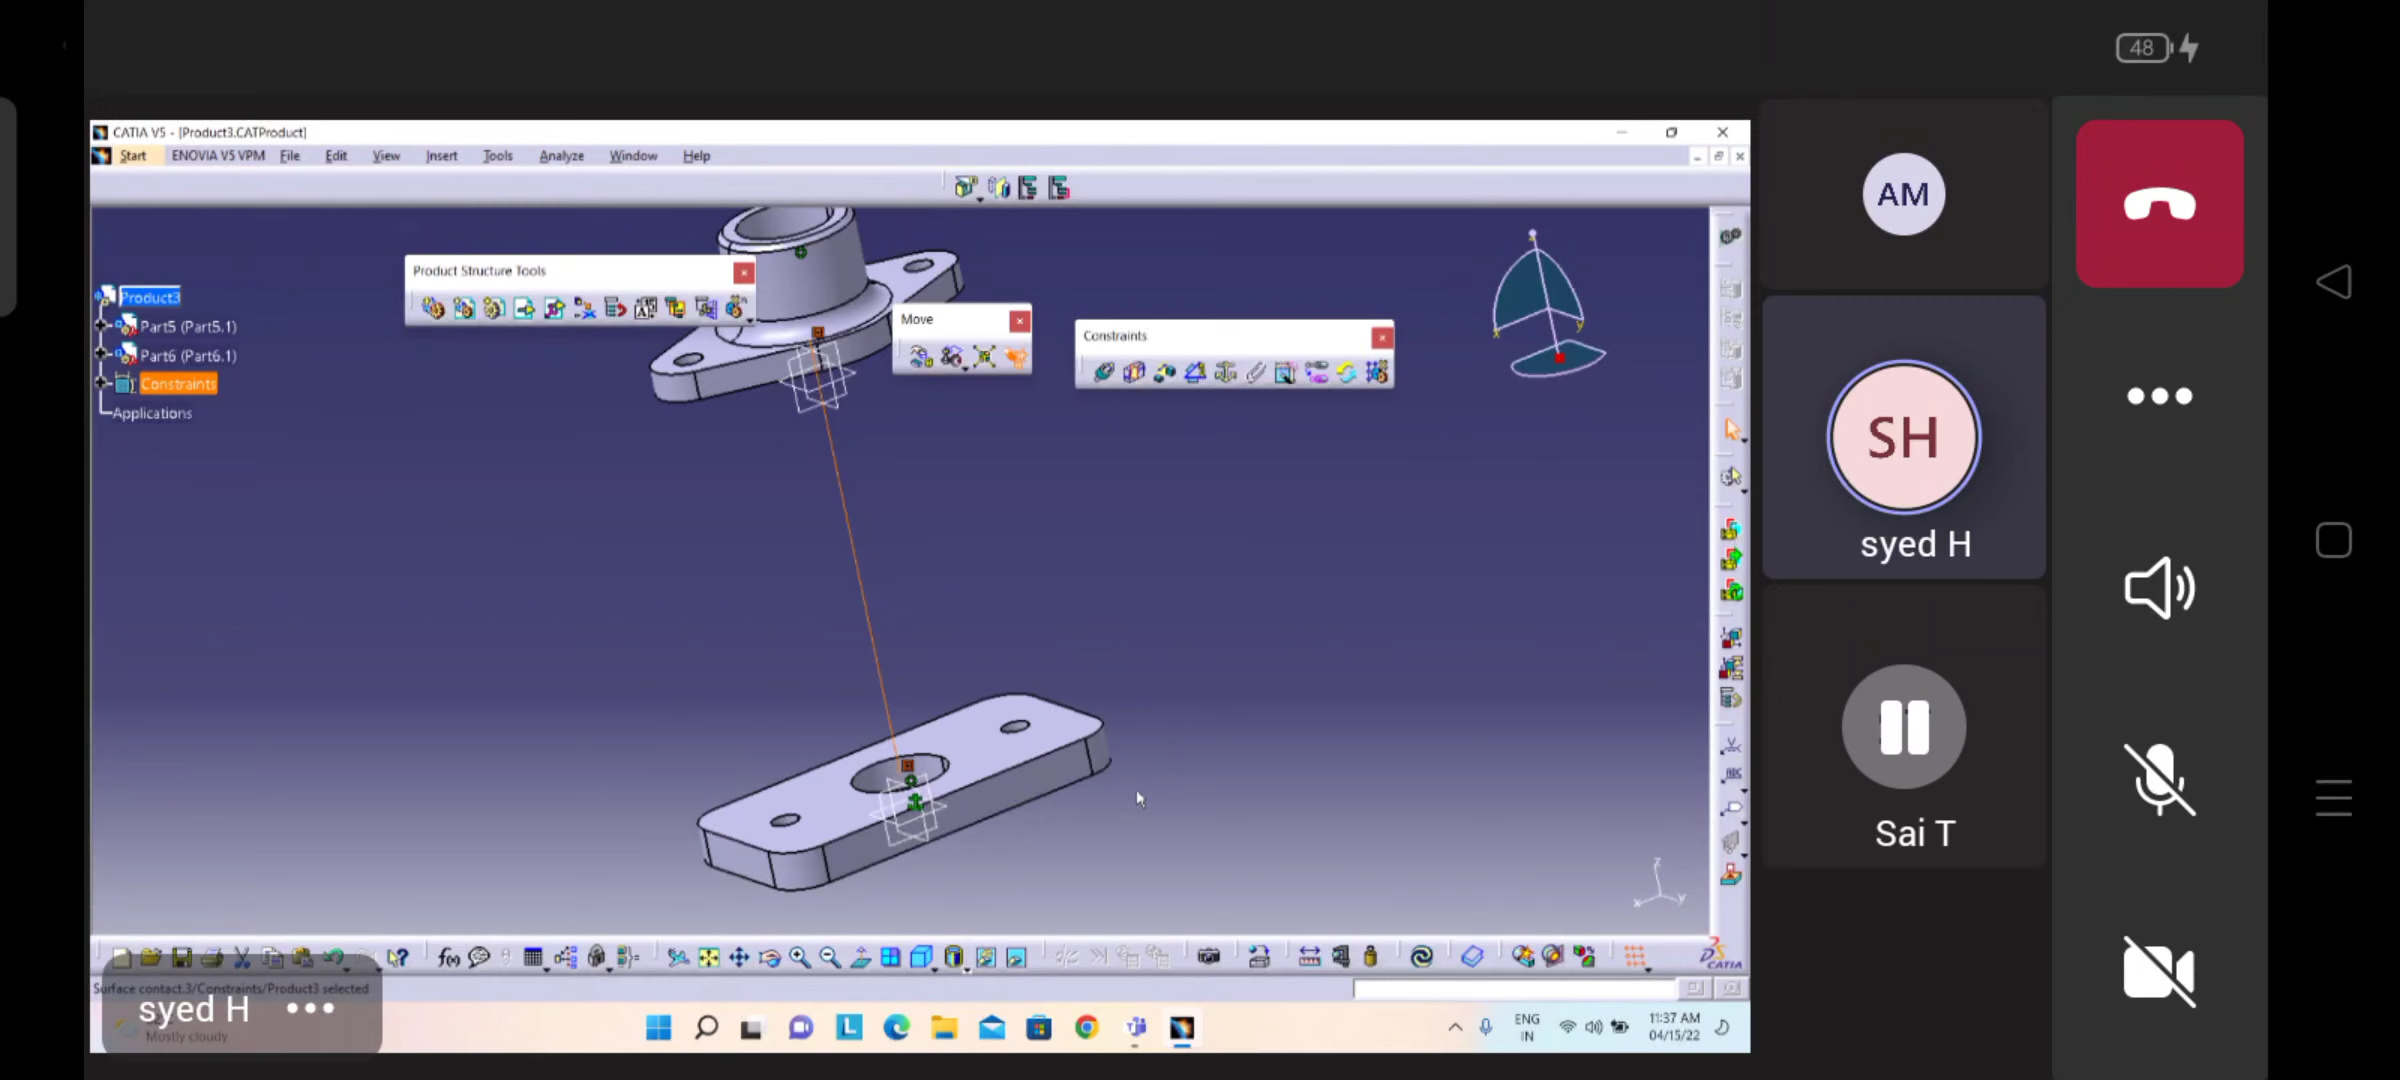 48
CATIA V5 - [Product3.CATProduct]
Start ENOVIA V5 VPM File Edit View Insert Tools Analyze Window Help
AM
Product Structure Tools
Product3
Move
Part5 (Part5.1)
Constraints
Part6 (Part6.1)
Constraints
Applications
SH
syed H
x
y
Sai T
z
x y
f(x)
CATIA
Surface contact.3/Constraints/Product3 selected
syed H
Mostly cloudy
ENG
IN
11:37 AM
04/15/22